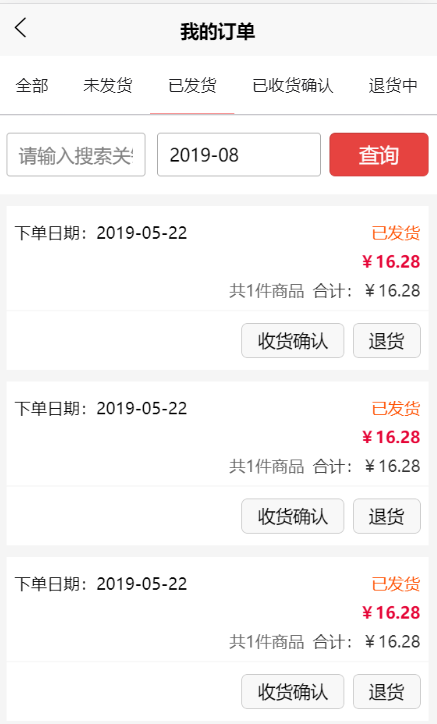 我的订单
全部 未发货 已发货 已收货确认 退货中
请输入搜索关 2019-08 查询
下单日期：2019-05-22 已发货
￥16.28
共1件商品 合计：￥16.28
收货确认 退货
下单日期：2019-05-22 已发货
￥16.28
共1件商品 合计：￥16.28
收货确认 退货
下单日期：2019-05-22 已发货
￥16.28
共1件商品 合计：￥16.28
收货确认 退货